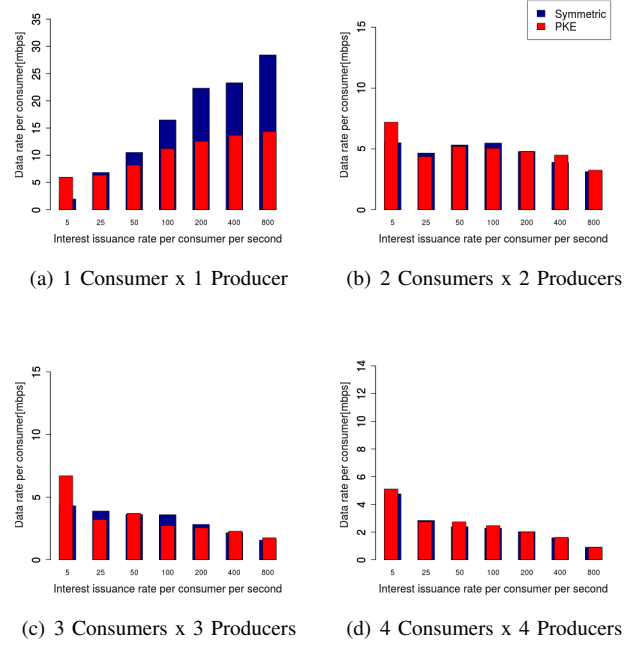 Symmetric
PKE
Data rate per consumer[mbps]
0 5 10 15 20 25 30 35
5 25 50 100 200 400 800
Interest issuance rate per consumer per second
(a) 1 Consumer x 1 Producer
Data rate per consumer[mbps]
0 5 10 15
5 25 50 100 200 400 800
Interest issuance rate per consumer per second
(b) 2 Consumers x 2 Producers
Data rate per consumer[mbps]
0 5 10 15
5 25 50 100 200 400 800
Interest issuance rate per consumer per second
(c) 3 Consumers x 3 Producers
Data rate per consumer[mbps]
0 2 4 6 8 10 12 14
5 25 50 100 200 400 800
Interest issuance rate per consumer per second
(d) 4 Consumers x 4 Producers